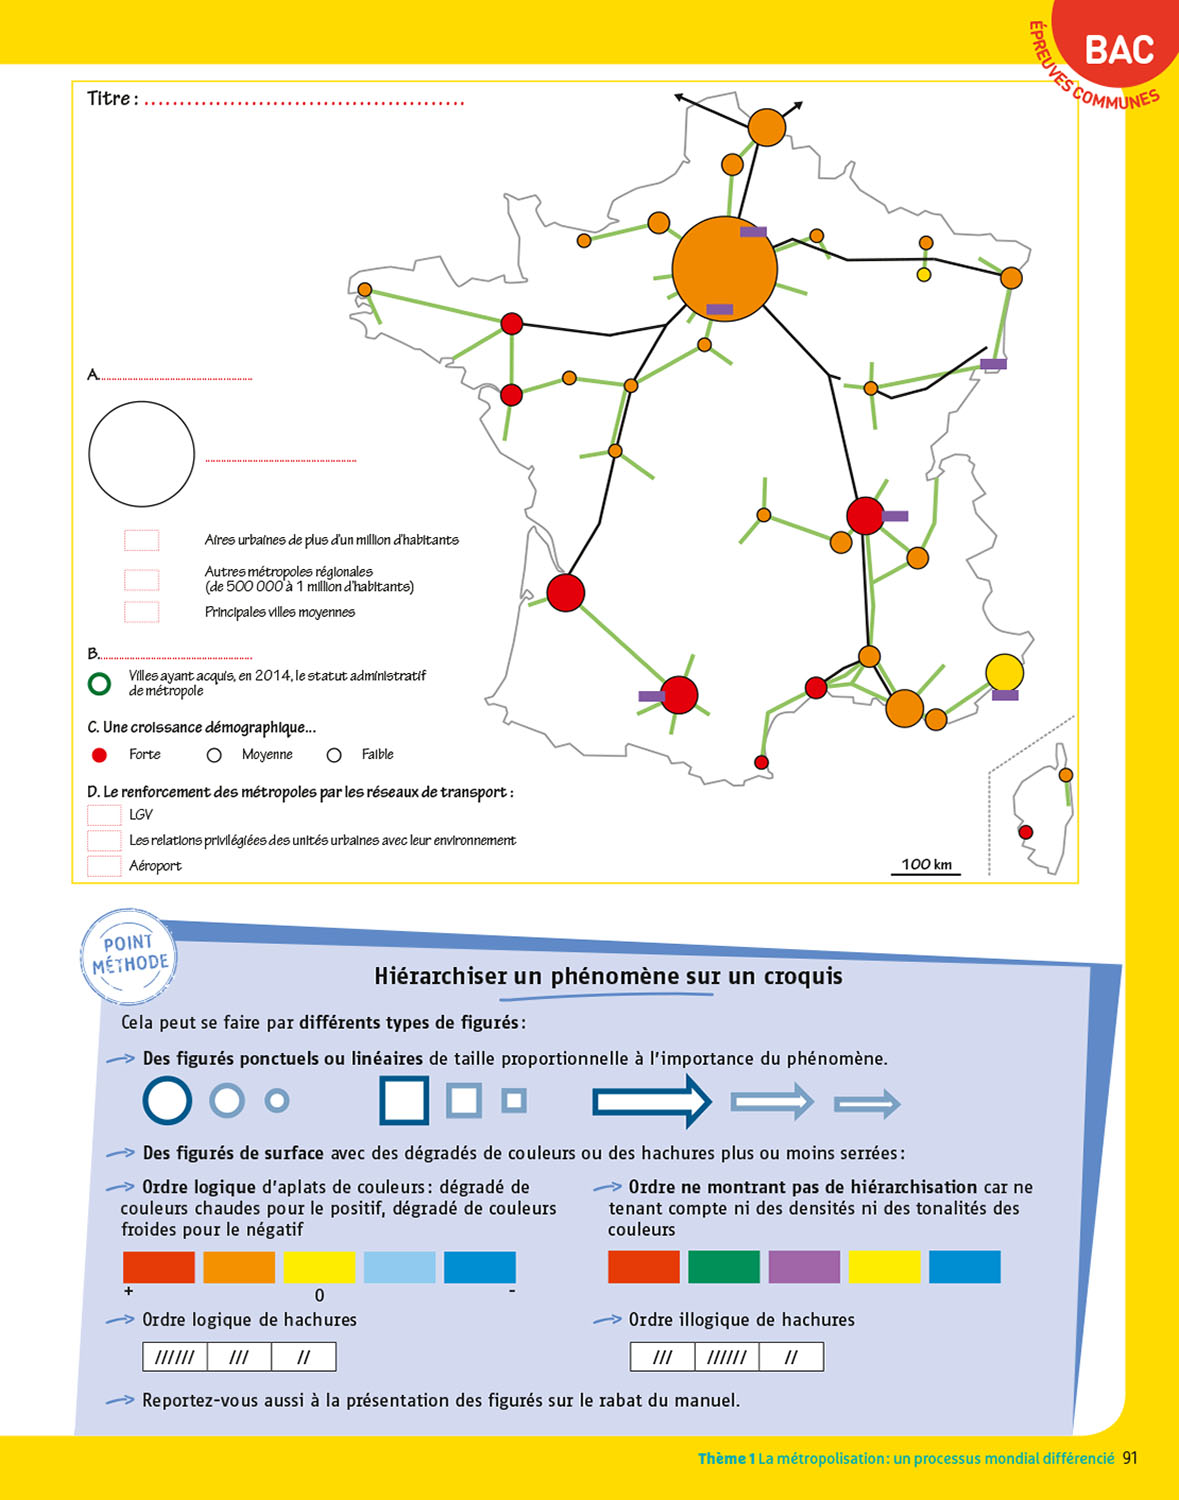 BAC
ÉPREUVES COMMUNES
Titre :
A.
Aires urbaines de plus d'un million d'habitants
Autres métropoles régionales
(de 500 000 à 1 million d'habitants)
Principales villes moyennes
B.
Villes ayant acquis, en 2014, le statut administratif
de métropole
C. Une croissance démographique...
Forte Moyenne Faible
D. Le renforcement des métropoles par les réseaux de transport :
LGV
Les relations privilégiées des unités urbaines avec leur environnement
Aéroport
100 km
POINT
MÉTHODE
Hiérarchiser un phénomène sur un croquis
Cela peut se faire par différents types de figurés :
Des figurés ponctuels ou linéaires de taille proportionnelle à l'importance du phénomène.
Des figurés de surface avec des dégradés de couleurs ou des hachures plus ou moins serrées :
Ordre logique d'aplats de couleurs : dégradé de
couleurs chaudes pour le positif, dégradé de couleurs
froides pour le négatif
+ 0 -
Ordre logique de hachures
Ordre ne montrant pas de hiérarchisation car ne
tenant compte ni des densités ni des tonalités des
couleurs
Ordre illogique de hachures
Reportez-vous aussi à la présentation des figurés sur le rabat du manuel.
Thème 1 La métropolisation : un processus mondial différencié 91